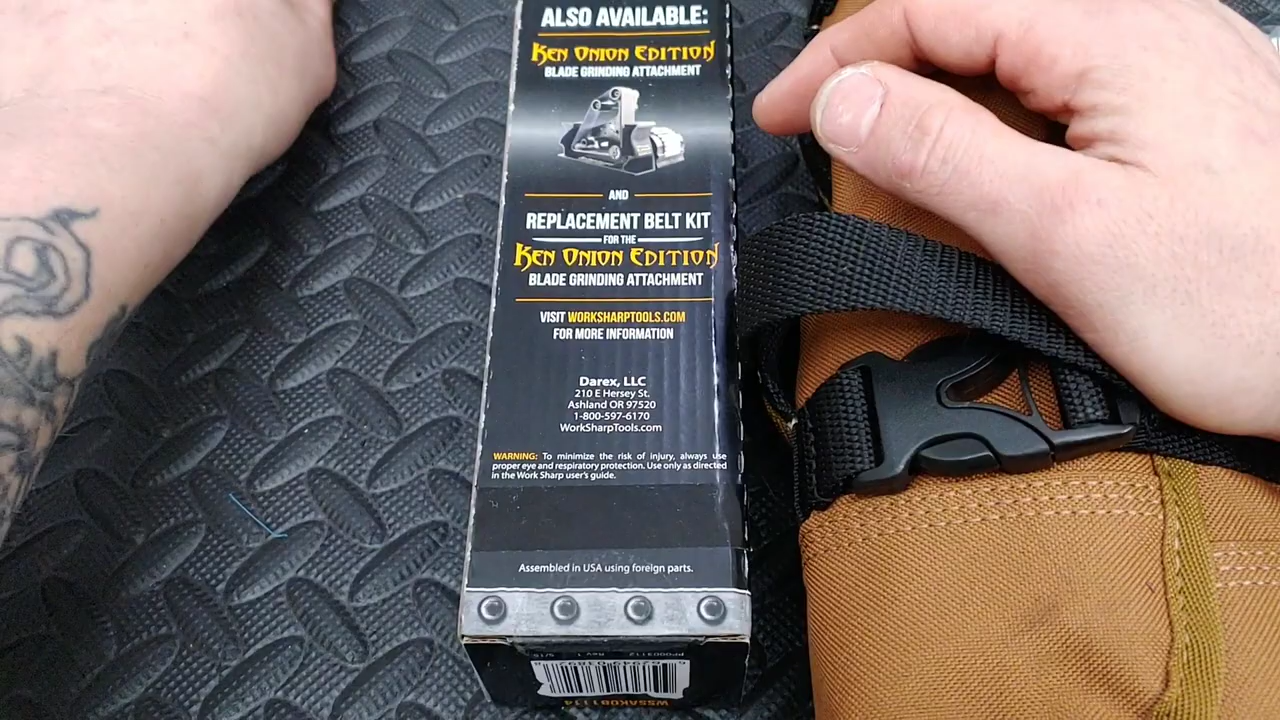 ALSO AVAILABLE:
KEN ONION EDITION
BLADE GRINDING ATTACHMENT
AND
REPLACEMENT BELT KIT
FOR THE
KEN ONION EDITION
BLADE GRINDING ATTACHMENT
VISIT WORKSHARPTOOLS.COM
FOR MORE INFORMATION
Darex, LLC
210 E Hersey St.
Ashland OR 97520
1-800-597-6170
WorkSharpTools.com
WARNING: To minimize the risk of injury, always use
proper eye and respiratory protection. Use only as directed
in the Work Sharp user's guide.
Assembled in USA using foreign parts.
PP0003112 Rev 1